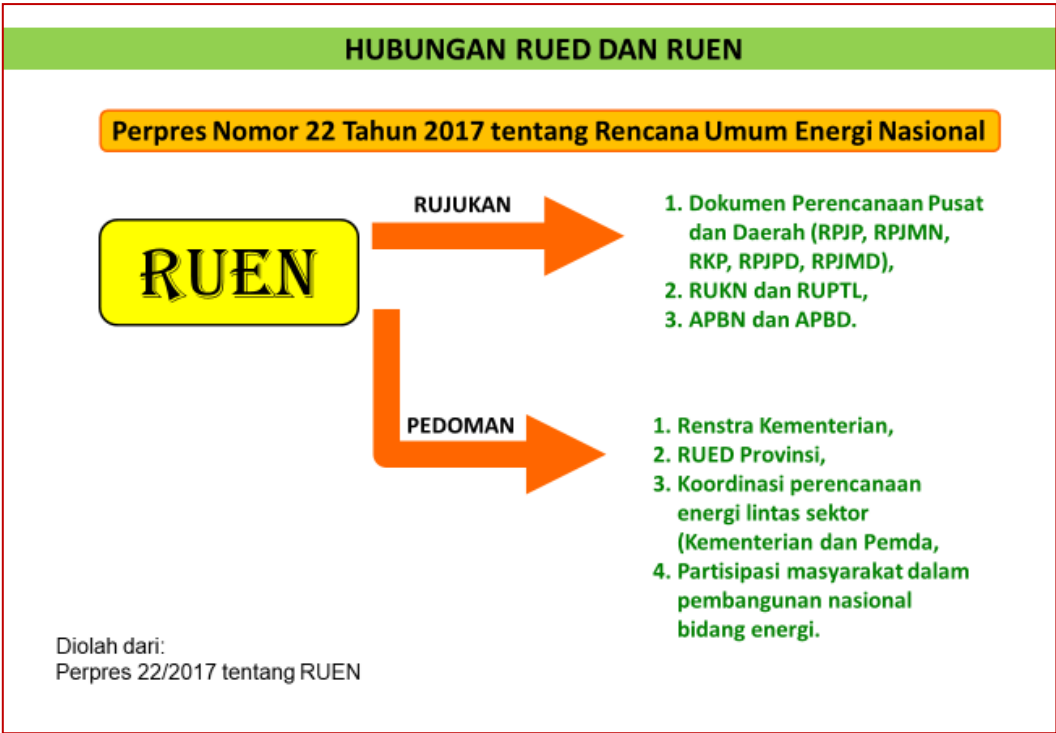 HUBUNGAN RUED DAN RUEN
Perpres Nomor 22 Tahun 2017 tentang Rencana Umum Energi Nasional
RUEN
RUJUKAN
1. Dokumen Perencanaan Pusat
dan Daerah (RPJP, RPJMN,
RKP, RPJPD, RPJMD),
2. RUKN dan RUPTL,
3. APBN dan APBD.
PEDOMAN
1. Renstra Kementerian,
2. RUED Provinsi,
3. Koordinasi perencanaan
energi lintas sektor
(Kementerian dan Pemda,
4. Partisipasi masyarakat dalam
pembangunan nasional
bidang energi.
Diolah dari:
Perpres 22/2017 tentang RUEN